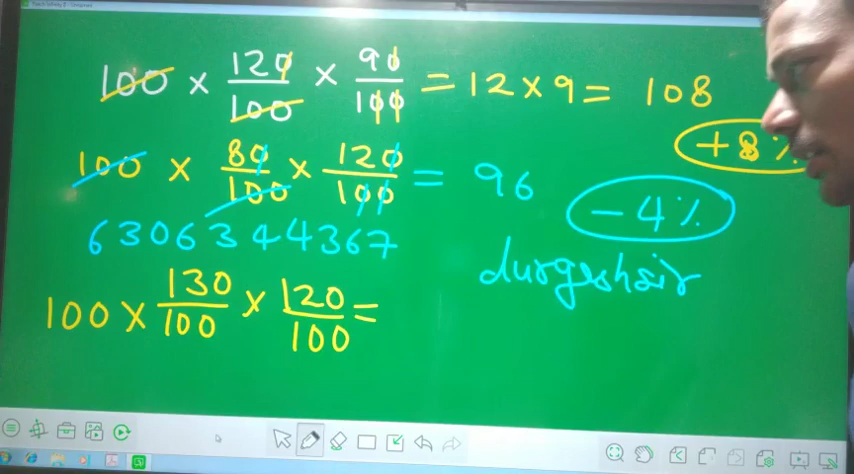 100 × 120/100 × 90/100 = 12 × 9 = 108
+8%
100 × 80/100 × 120/100 = 96
-4%
6306344367
durgeshsir
100 × 130/100 × 120/100 =